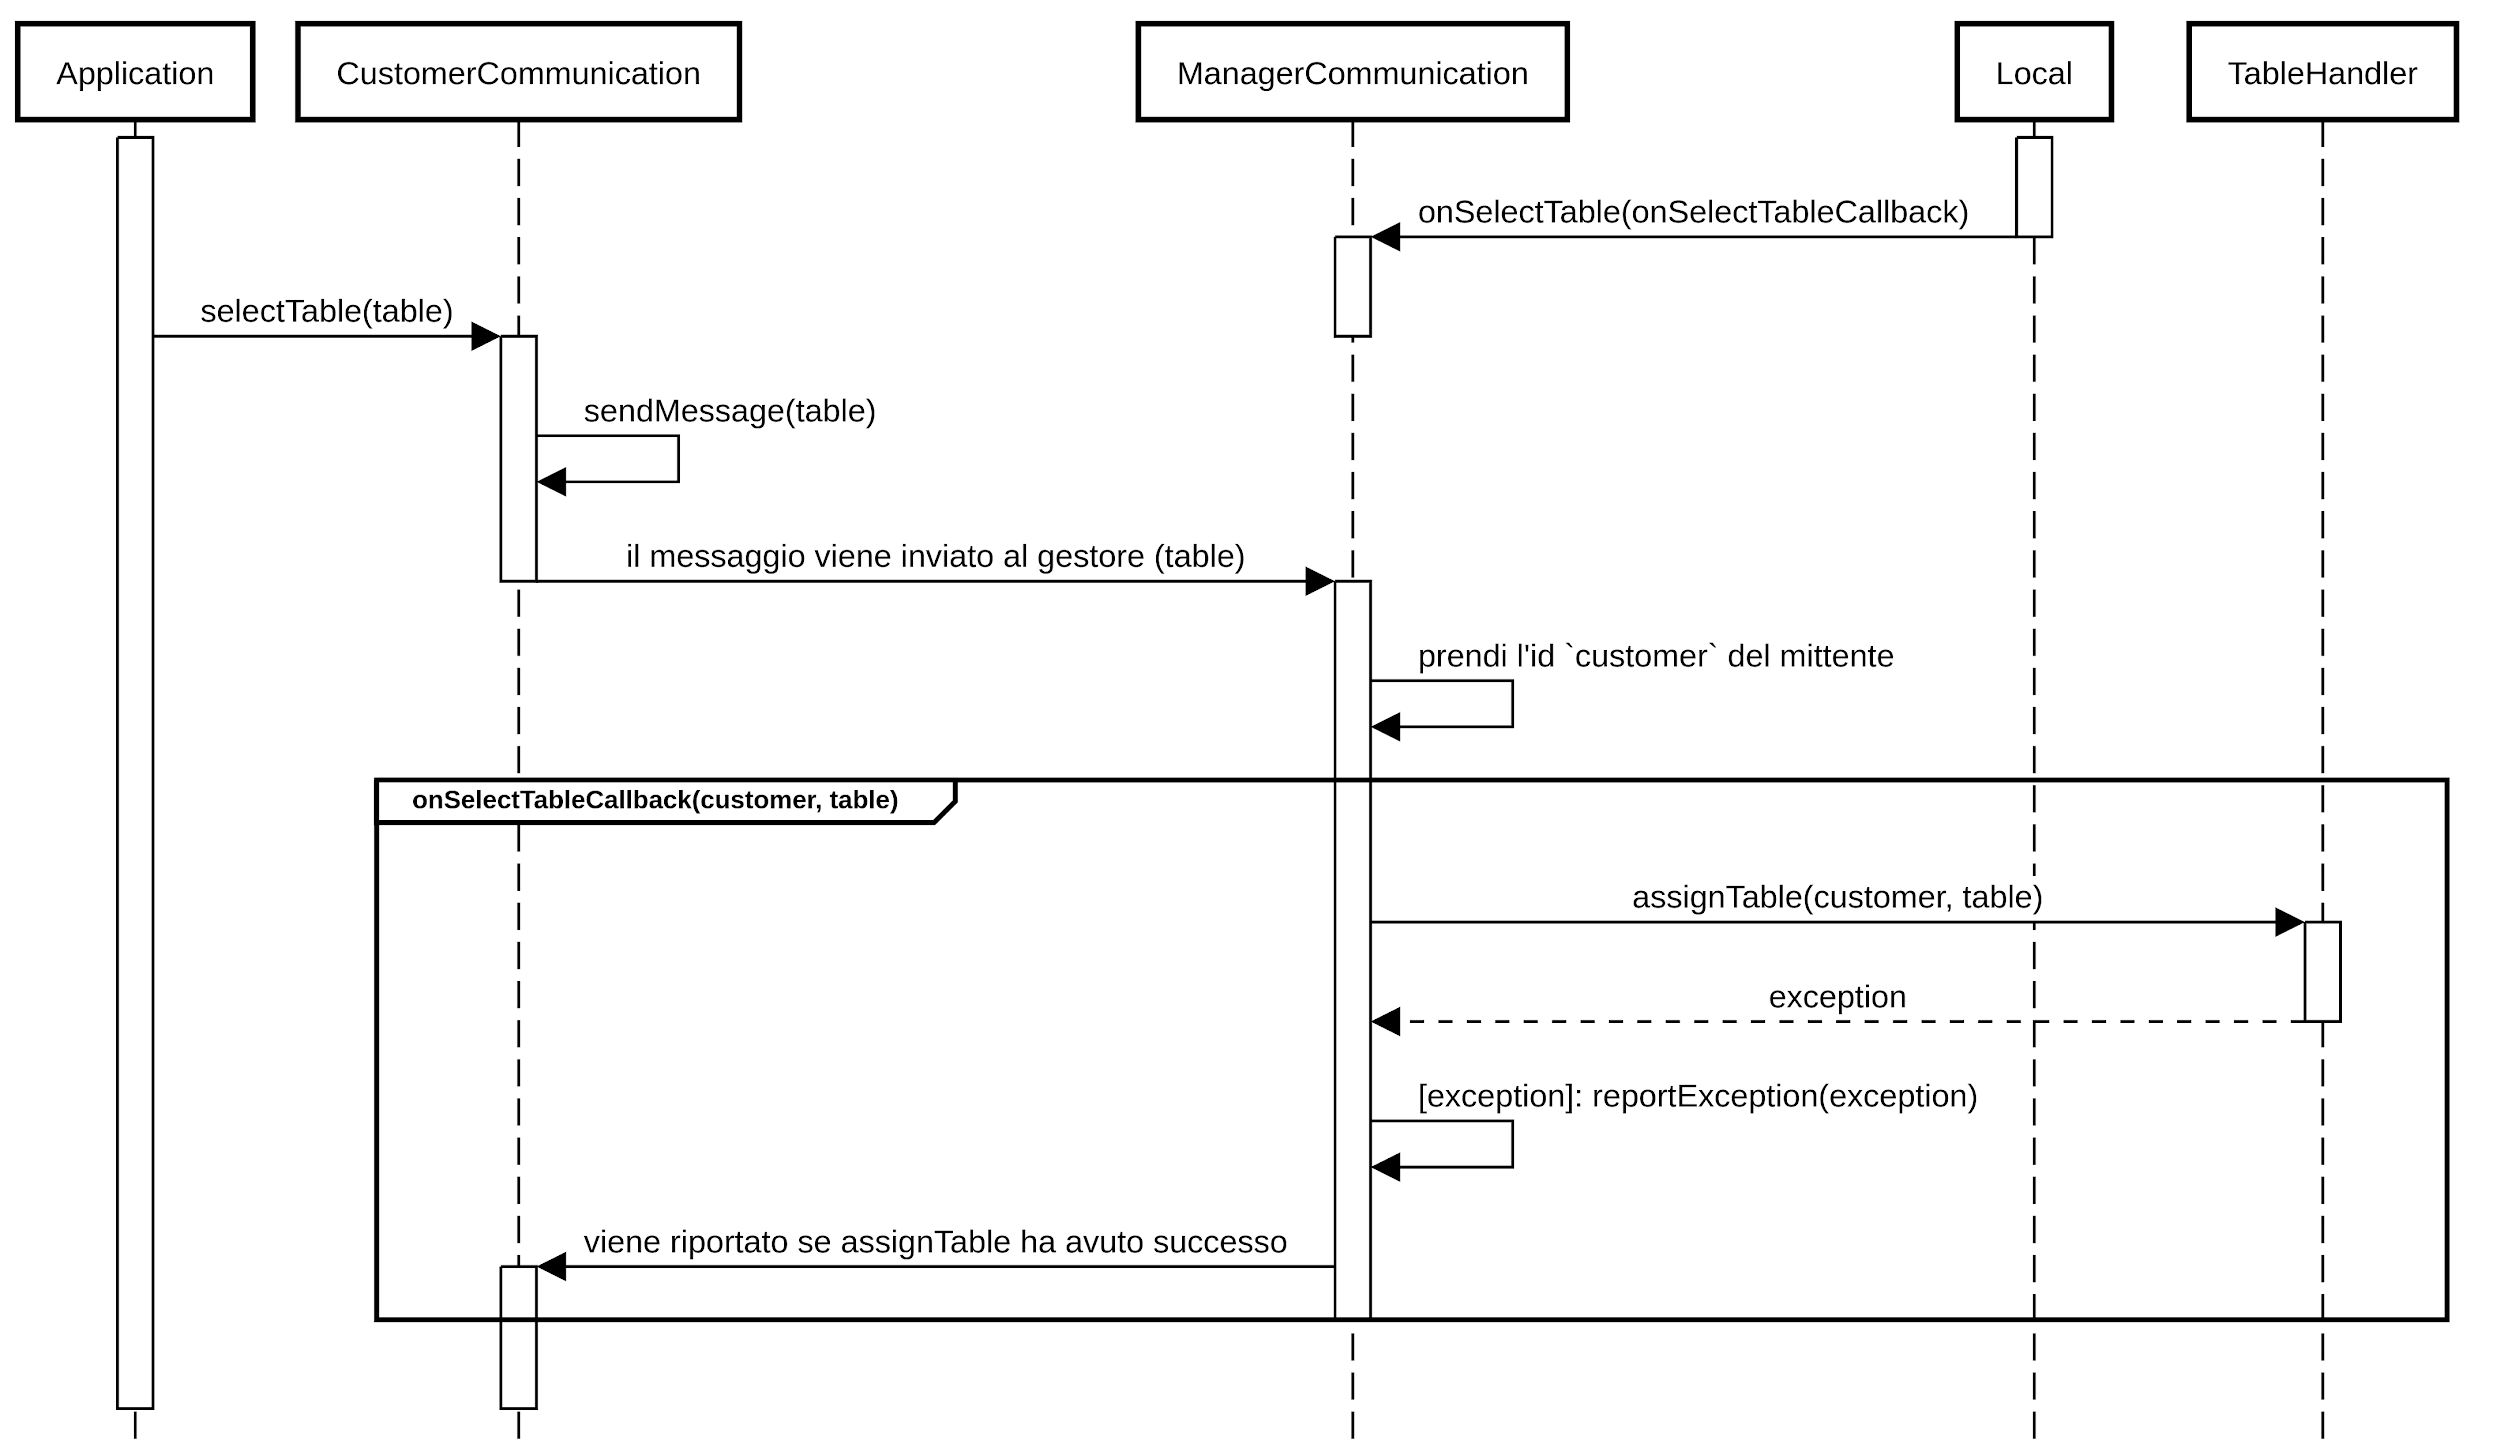 Application
CustomerCommunication
ManagerCommunication
Local
TableHandler
onSelectTable(onSelectTableCallback)
selectTable(table)
sendMessage(table)
il messaggio viene inviato al gestore (table)
prendi l'id `customer` del mittente
onSelectTableCallback(customer, table)
assignTable(customer, table)
exception
[exception]: reportException(exception)
viene riportato se assignTable ha avuto successo